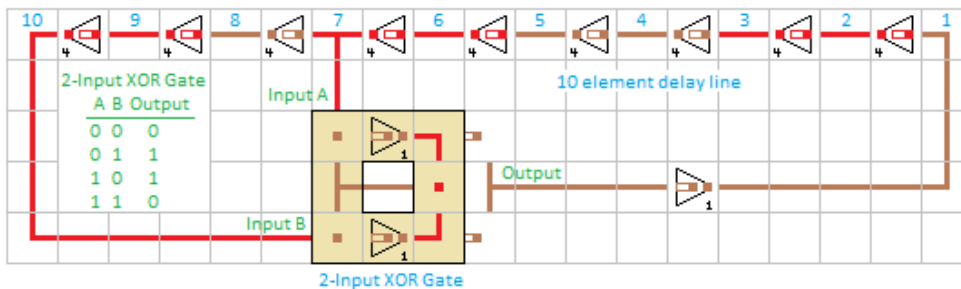 10 9 8 7 6 5 4 3 2 1
4 4 4 4 4 4 4 4 4
2-Input XOR Gate
A B Output
0 0 0
0 1 1
1 0 1
1 1 0
Input A
10 element delay line
1
Output
1
Input B
1
2-Input XOR Gate